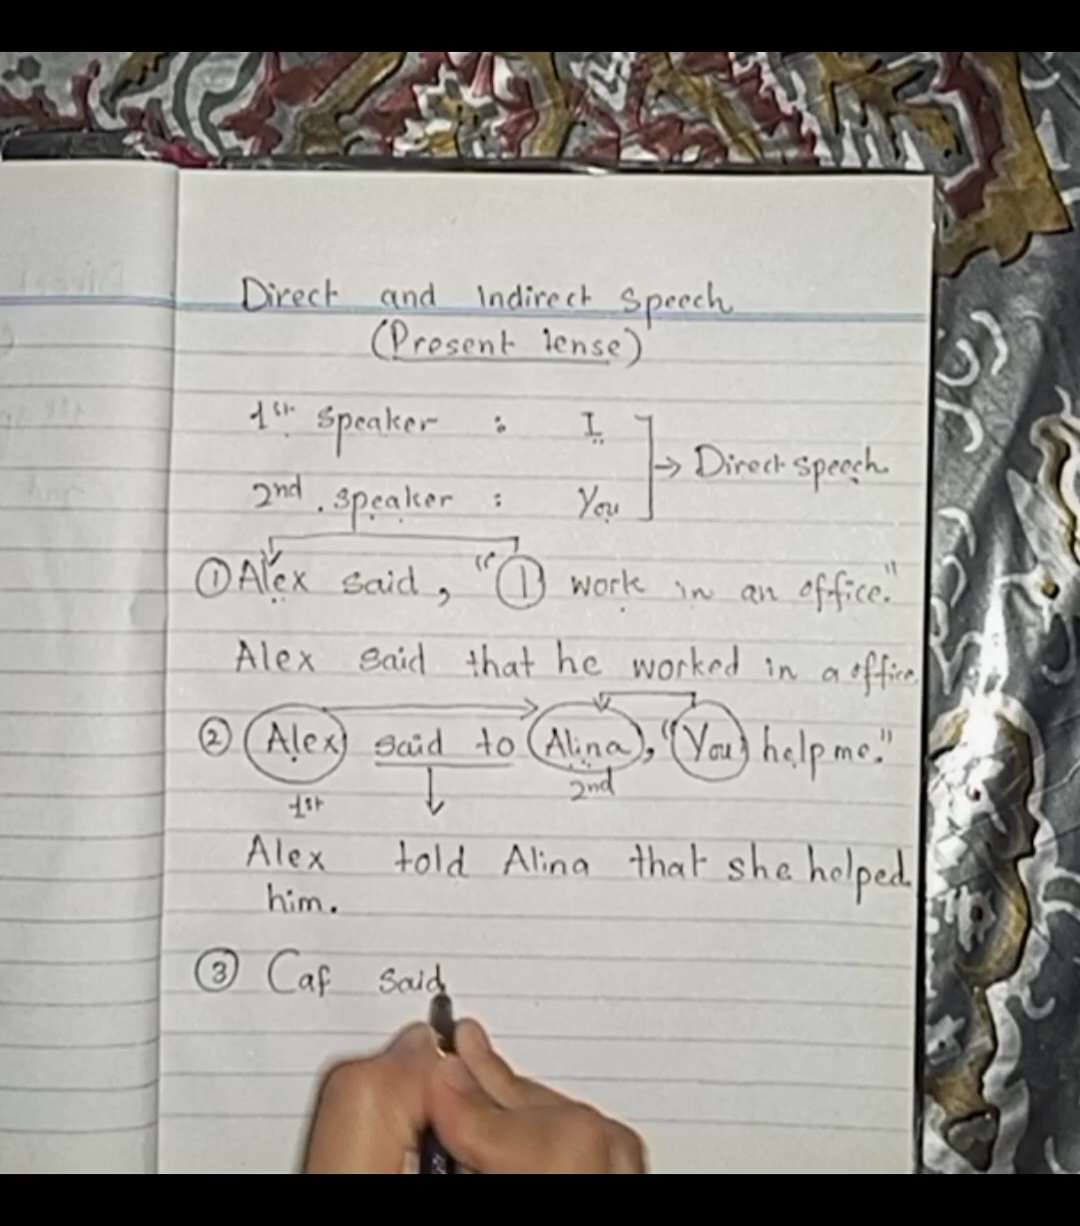 Direct and Indirect Speech
(Present Tense)
1st Speaker : I
2nd. Speaker : You
→ Direct speech
① Alex said, "I work in an office."
Alex said that he worked in a office
② Alex said to Alina, "You help me."
1st 2nd
Alex told Alina that she helped
him.
③ Caf said